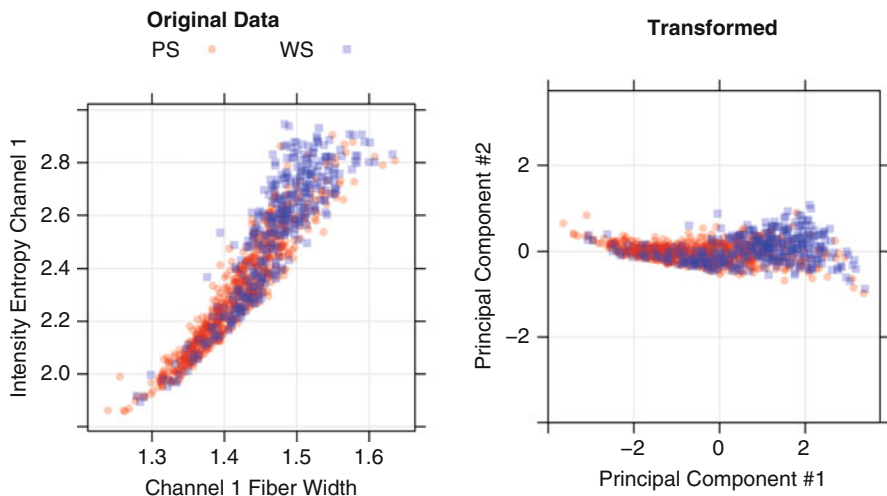 Original Data
PS WS
Transformed
Intensity Entropy Channel 1
2.8
2.6
2.4
2.2
2.0
1.3 1.4 1.5 1.6
Channel 1 Fiber Width
Principal Component #2
2
0
−2
−2 0 2
Principal Component #1